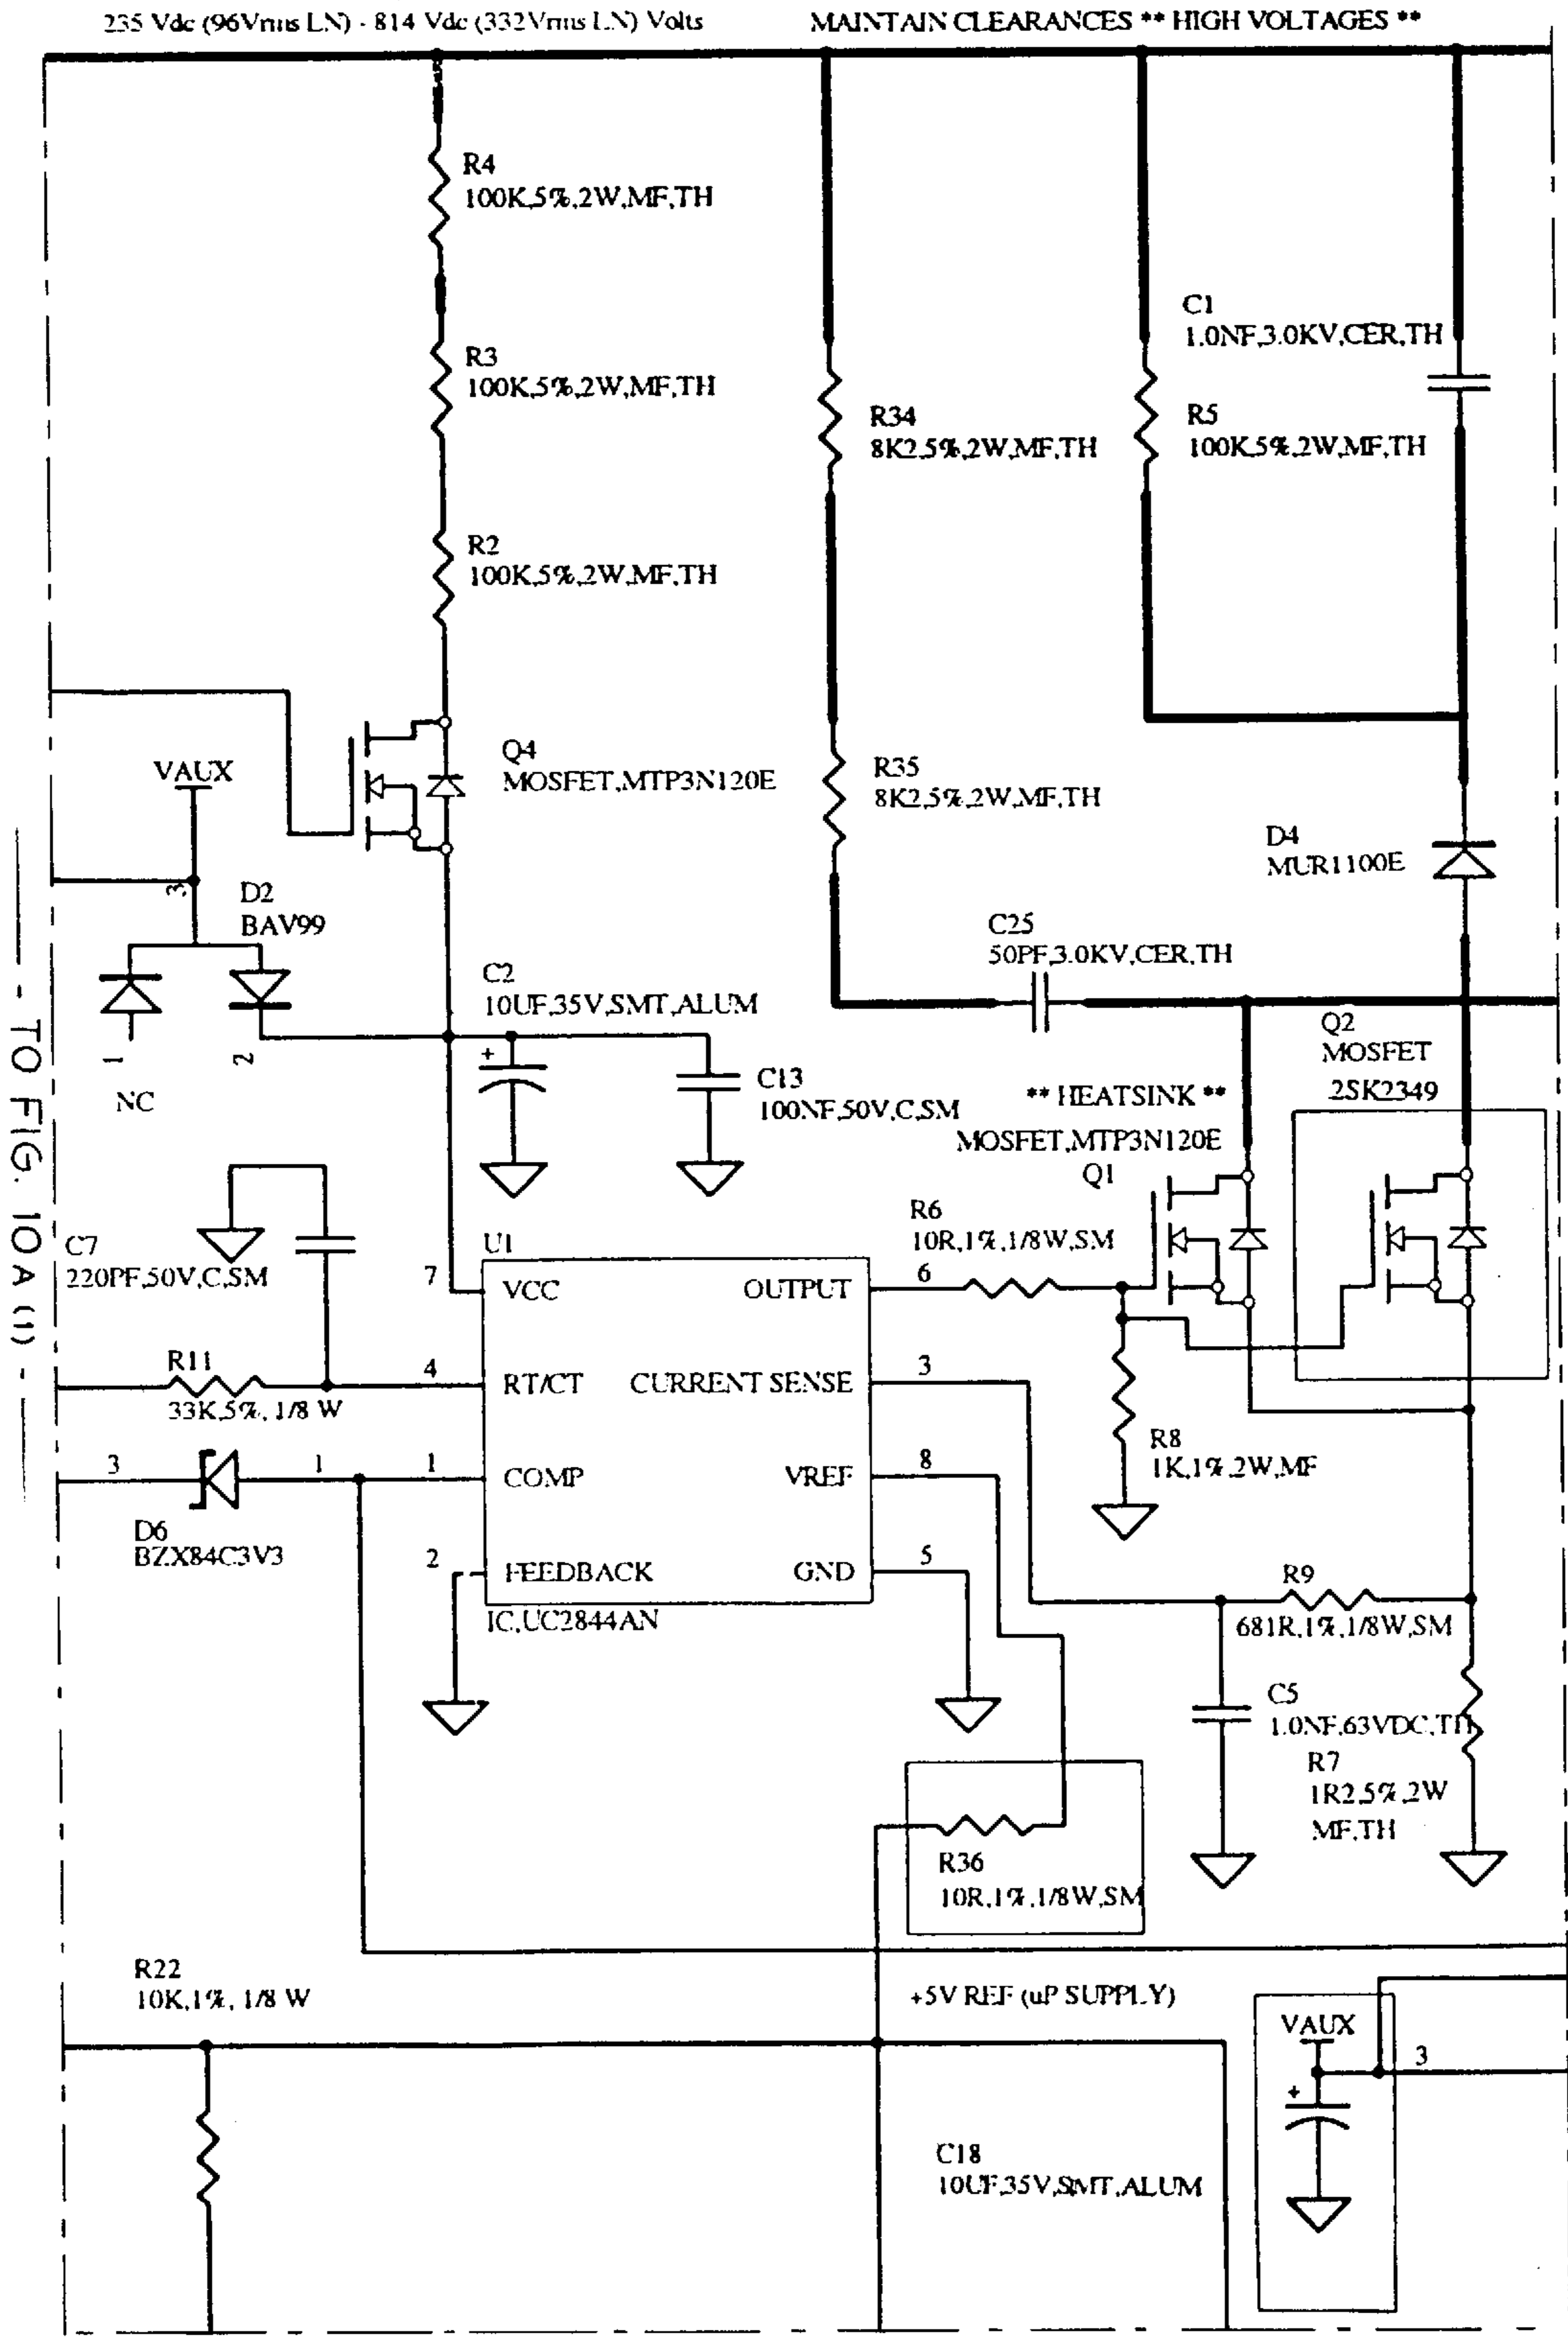 235 Vdc (96Vrms LN) - 814 Vdc (332Vrms LN) Volts
MAINTAIN CLEARANCES ** HIGH VOLTAGES **
R4
100K,5%,2W,MF,TH
R3
100K,5%,2W,MF,TH
R2
100K,5%,2W,MF,TH
C1
1.0NF,3.0KV,CER,TH
R34
8K2,5%,2W,MF,TH
R5
100K,5%,2W,MF,TH
Q4
MOSFET,MTP3N120E
VAUX
R35
8K2,5%,2W,MF,TH
D4
MUR1100E
3
D2
BAV99
C25
50PF,3.0KV,CER,TH
C2
10UF,35V,SMT,ALUM
+
1
2
NC
C13
100NF,50V,C,SM
Q2
MOSFET
2SK2349
** HEATSINK **
MOSFET,MTP3N120E
Q1
TO FIG. 10A (1)
C7
220PF,50V,C,SM
U1
R6
10R,1%,1/8W,SM
7
VCC
OUTPUT
6
R11
33K,5%, 1/8 W
4
RT/CT
CURRENT SENSE
3
R8
1K,1%,2W,MF
3
1
1
COMP
VREF
8
D6
BZX84C3V3
2
FEEDBACK
GND
5
IC,UC2844AN
R9
681R,1%,1/8W,SM
C5
1.0NF,63VDC,TH
R7
1R2,5%,2W
MF,TH
R36
10R,1%,1/8W,SM
R22
10K,1%, 1/8 W
+5V REF (uP SUPPLY)
VAUX
3
+
C18
10UF,35V,SMT,ALUM